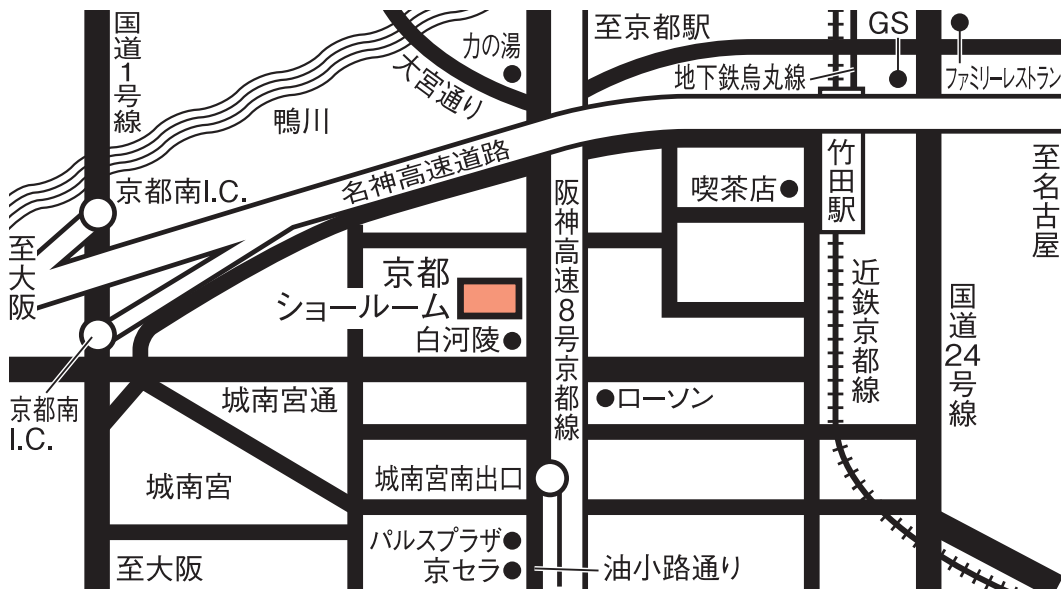 国道1号線
鴨川
力の湯
大宮通り
至京都駅
GS
地下鉄烏丸線
ファミリーレストラン
京都南I.C.
名神高速道路
竹田駅
至名古屋
喫茶店
至大阪
京都
ショールーム
白河陵
阪神高速8号京都線
近鉄京都線
国道24号線
京都南
I.C.
城南宮通
ローソン
城南宮
城南宮南出口
パルスプラザ
京セラ
油小路通り
至大阪